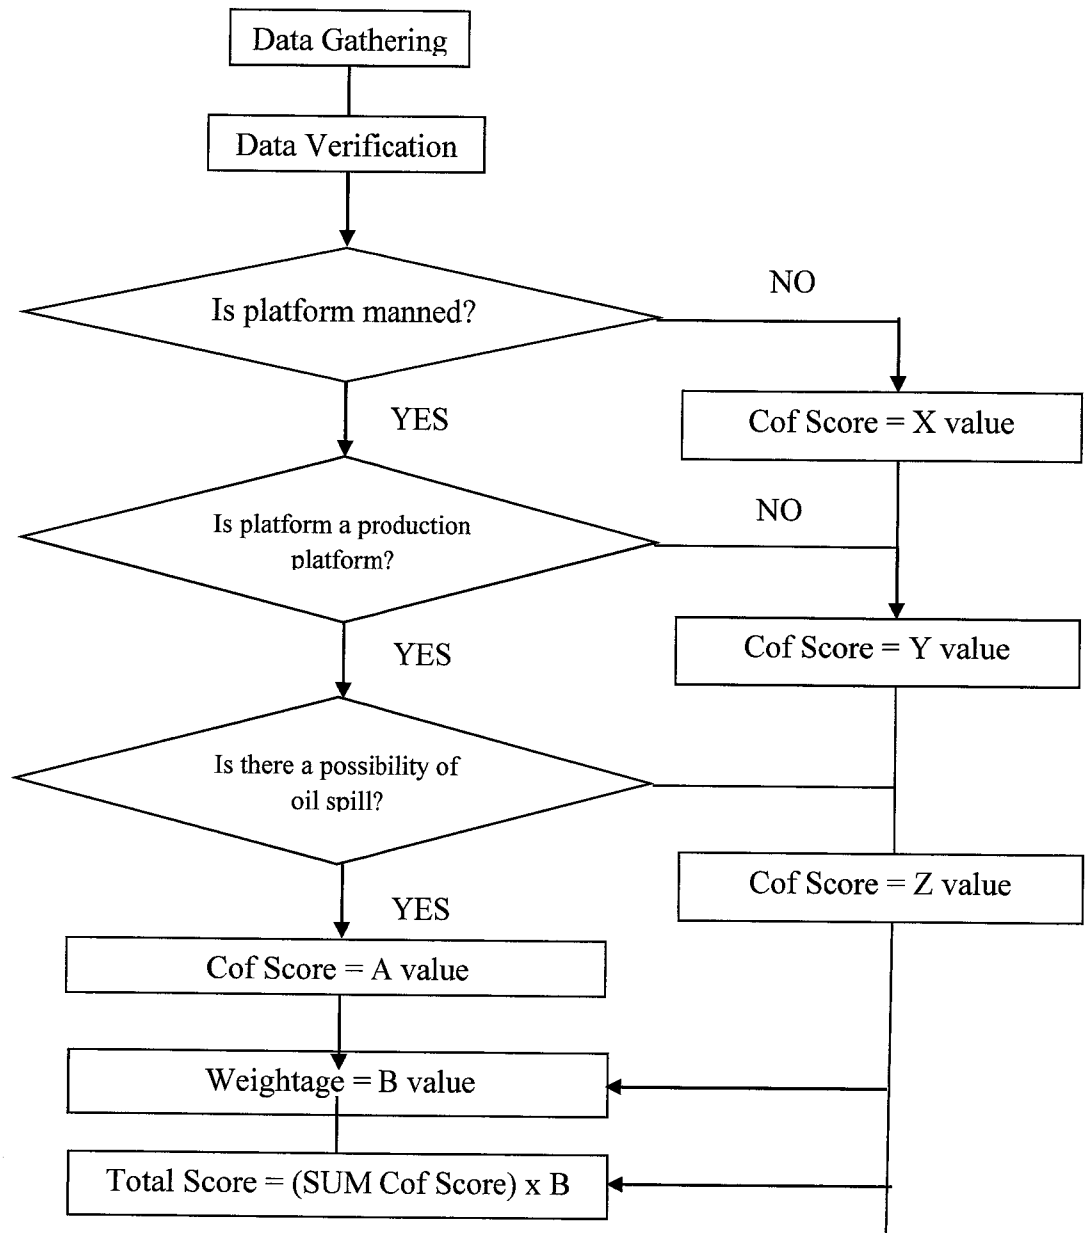 Data Gathering
Data Verification
Is platform manned?
NO
Cof Score = X value
YES
Is platform a production
platform?
NO
Cof Score = Y value
YES
Is there a possibility of
oil spill?
Cof Score = Z value
YES
Cof Score = A value
Weightage = B value
Total Score = (SUM Cof Score) x B